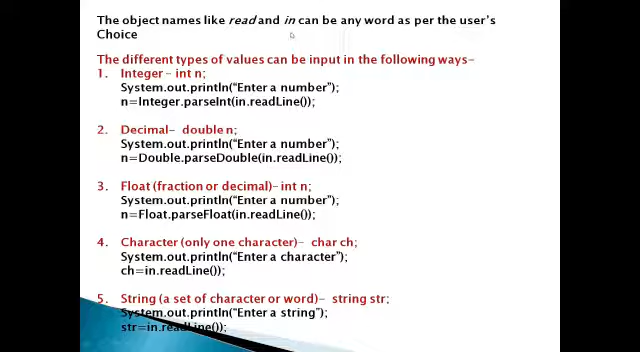 The object names like read and in can be any word as per the user's
Choice
The different types of values can be input in the following ways-
1. Integer - int n;
System.out.println("Enter a number");
n=Integer.parseInt(in.readLine());
2. Decimal- double n;
System.out.println("Enter a number");
n=Double.parseDouble(in.readLine());
3. Float (fraction or decimal)- int n;
System.out.println("Enter a number");
n=Float.parseFloat(in.readLine());
4. Character (only one character)- char ch;
System.out.println("Enter a character");
ch=in.readLine());
5. String (a set of character or word)- string str;
System.out.println("Enter a string");
str=in.readLine());